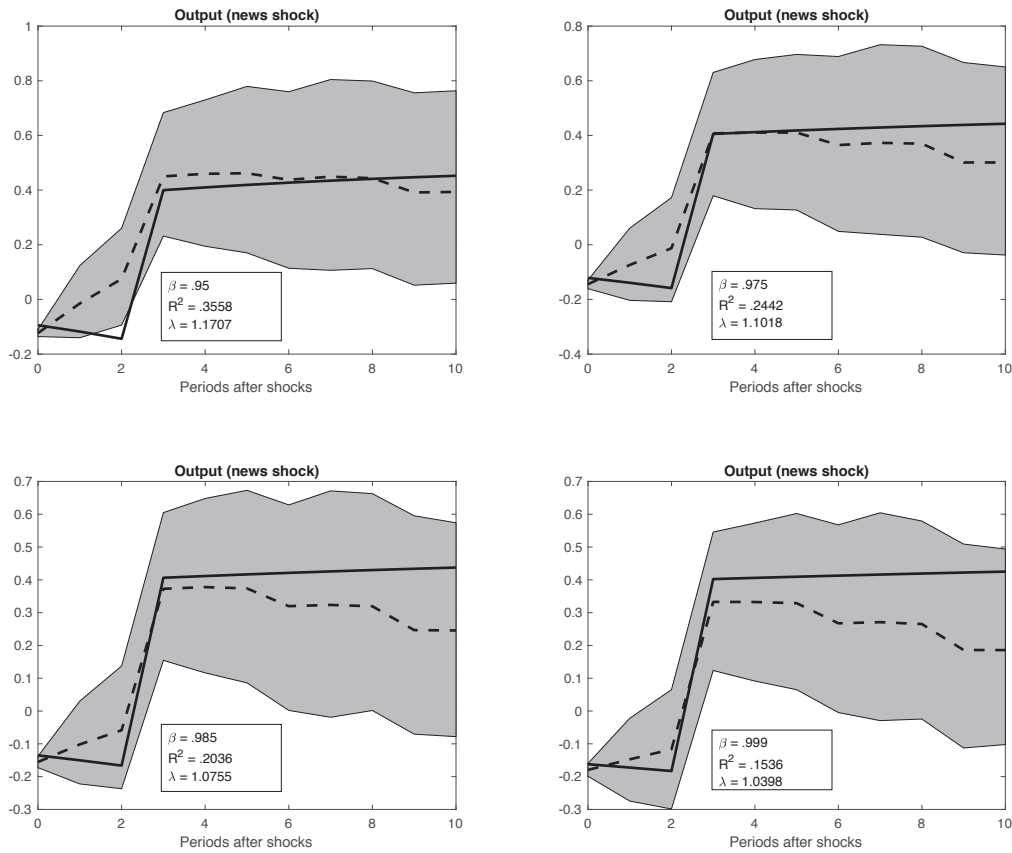 Output (news shock)
1
0.8
0.6
0.4
0.2
0
-0.2
β = .95
R² = .3558
λ = 1.1707
0 2 4 6 8 10
Periods after shocks
Output (news shock)
0.8
0.6
0.4
0.2
0
-0.2
-0.4
β = .975
R² = .2442
λ = 1.1018
0 2 4 6 8 10
Periods after shocks
Output (news shock)
0.7
0.6
0.5
0.4
0.3
0.2
0.1
0
-0.1
-0.2
-0.3
β = .985
R² = .2036
λ = 1.0755
0 2 4 6 8 10
Periods after shocks
Output (news shock)
0.7
0.6
0.5
0.4
0.3
0.2
0.1
0
-0.1
-0.2
-0.3
β = .999
R² = .1536
λ = 1.0398
0 2 4 6 8 10
Periods after shocks